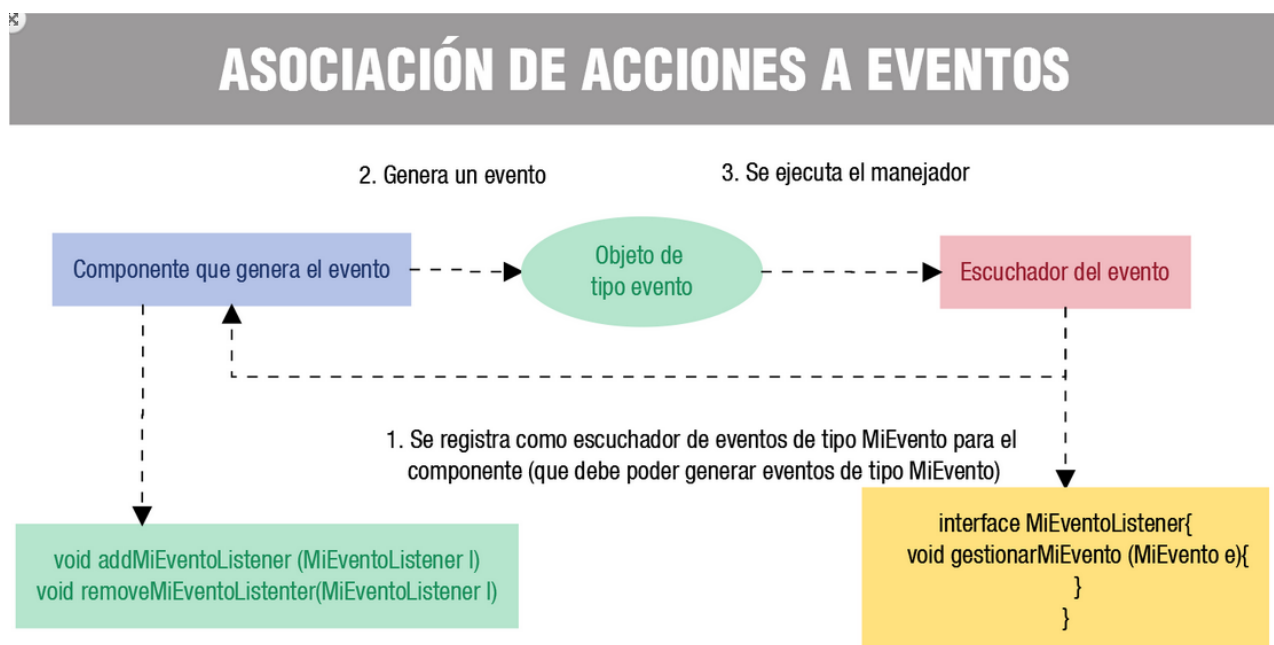 ASOCIACIÓN DE ACCIONES A EVENTOS
2. Genera un evento
3. Se ejecuta el manejador
Componente que genera el evento
Objeto de
tipo evento
Escuchador del evento
1. Se registra como escuchador de eventos de tipo MiEvento para el
componente (que debe poder generar eventos de tipo MiEvento)
void addMiEventoListener (MiEventoListener l)
void removeMiEventoListenter(MiEventoListener l)
interface MiEventoListener{
void gestionarMiEvento (MiEvento e){
}
}